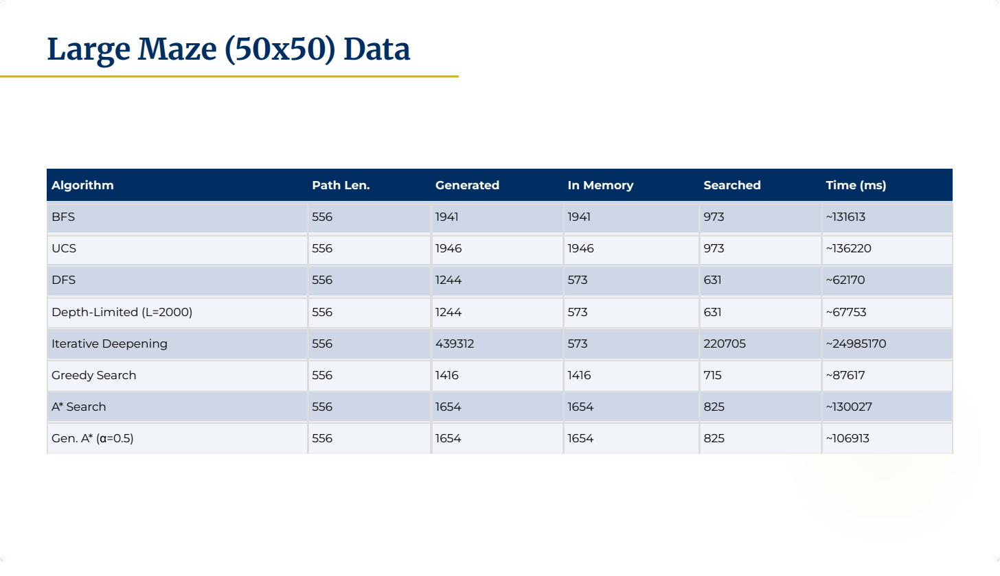 Large Maze (50x50) Data
Algorithm Path Len. Generated In Memory Searched Time (ms)
BFS 556 1941 1941 973 ~131613
UCS 556 1946 1946 973 ~136220
DFS 556 1244 573 631 ~62170
Depth-Limited (L=2000) 556 1244 573 631 ~67753
Iterative Deepening 556 439312 573 220705 ~24985170
Greedy Search 556 1416 1416 715 ~87617
A* Search 556 1654 1654 825 ~130027
Gen. A* (α=0.5) 556 1654 1654 825 ~106913